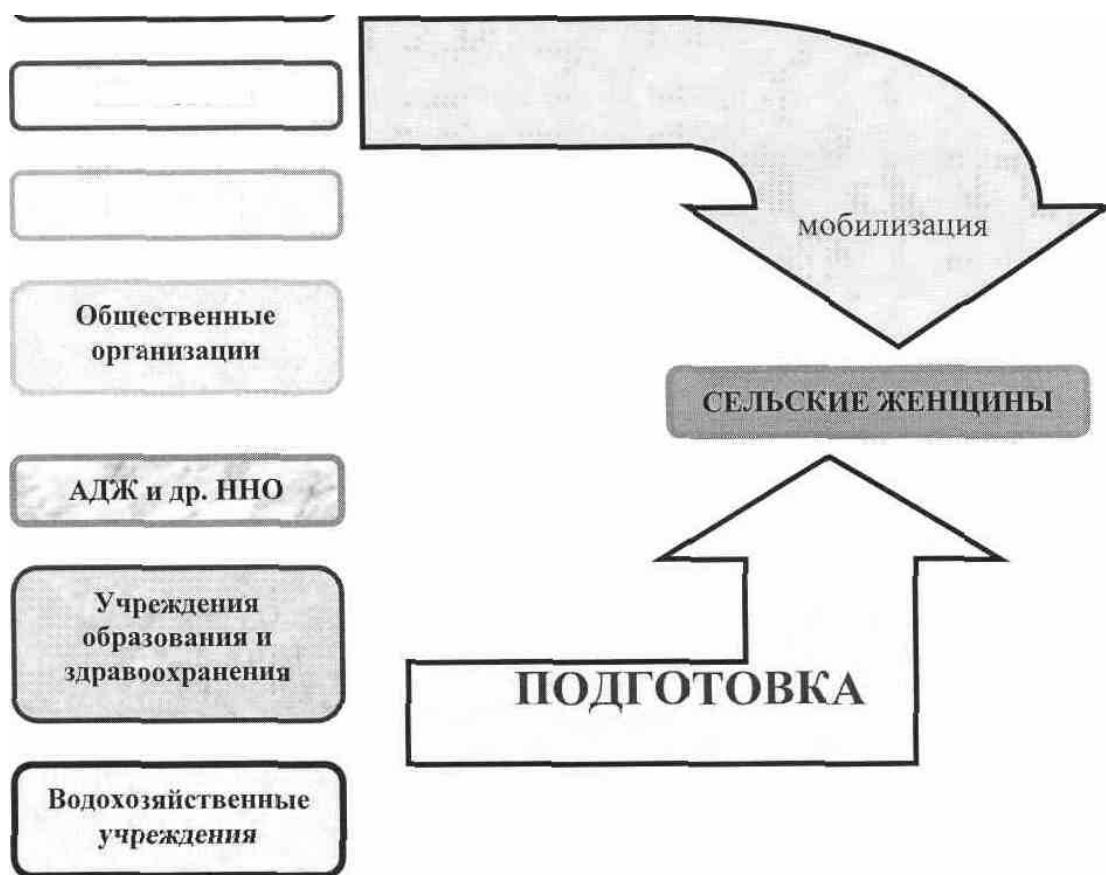 мобилизация
Общественные
организации
СЕЛЬСКИЕ ЖЕНЩИНЫ
АДЖ и др. ННО
Учреждения
образования и
здравоохранения
ПОДГОТОВКА
Водохозяйственные
учреждения